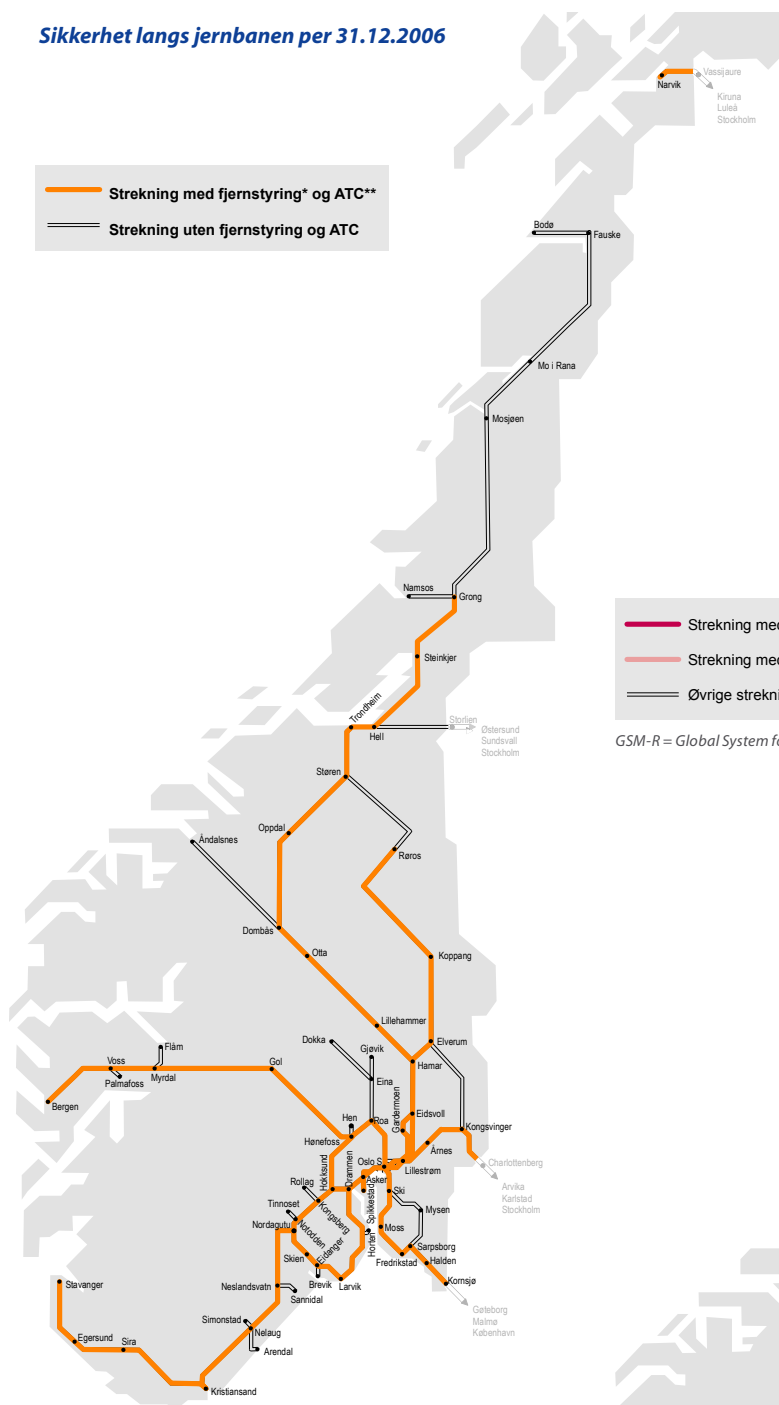 Sikkerhet langs jernbanen per 31.12.2006
Vassijaure
Narvik
Kiruna
Luleå
Stockholm
Strekning med fjernstyring* og ATC**
Strekning uten fjernstyring og ATC
Bodø
Fauske
Mo i Rana
Mosjøen
Namsos
Grong
Strekning med
Steinkjer
Strekning med
Øvrige streknin
Trondheim
Storlien
Hell
Østersund
Sundsvall
Stockholm
GSM-R = Global System fo
Støren
Oppdal
Åndalsnes
Røros
Dombås
Otta
Koppang
Lillehammer
Dokka
Gjøvik
Elverum
Flåm
Voss
Gol
Hamar
Palmafoss
Myrdal
Eina
Bergen
Gardermoen
Eidsvoll
Hen
Roa
Kongsvinger
Hønefoss
Årnes
Hokksund
Drammen
Oslo S
Lillestrøm
Charlottenberg
Asker
Rollag
Spikkestad
Ski
Arvika
Karlstad
Stockholm
Tinnoset
Kongsberg
Mysen
Nordagutu
Notodden
Horten
Moss
Skien
Eidanger
Sarpsborg
Fredrikstad
Halden
Stavanger
Neslandsvatn
Brevik
Larvik
Kornsjø
Sannidal
Gøteborg
Malmø
København
Simonstad
Nelaug
Egersund
Sira
Arendal
Kristiansand